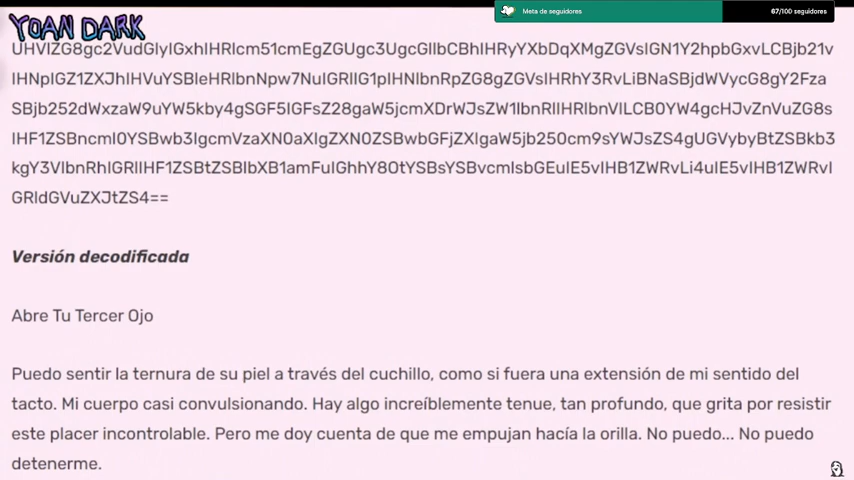 YOAN DARK
Meta de seguidores
67/100 seguidores
UHVlZG8gc2VudGlyIGxhIHRlcm51cmEgZGUgc3UgcGllbCBhIHRyYXbDqXMgZGVsIGN1Y2hpbGxvLCBjb21v
IHNpIGZ1ZXJhIHVuYSBleHRlbnNpw7NuIGRlIG1pIHNlbnRpZG8gZGVsIHRhY3RvLiBNaSBjdWVycG8gY2Fza
SBjb252dWxzaW9uYW5kby4gSGF5IGFsZ28gaW5jcmXDrWJsZW1lbnRlIHRlbnVlLCB0YW4gcHJvZnVuZG8s
IHF1ZSBncml0YSBwb3IgcmVzaXN0aXIgZXN0ZSBwbGFjZXIgaW5jb250cm9sYWJsZS4gUGVybyBtZSBkb3
kgY3VlbnRhIGRlIHF1ZSBtZSBlbXB1amFuIGhhY8OtYSBsYSBvcmlsbGEuIE5vIHB1ZWRvLi4uIE5vIHB1ZWRvI
GRldGVuZXJtZS4==
Versión decodificada
Abre Tu Tercer Ojo
Puedo sentir la ternura de su piel a través del cuchillo, como si fuera una extensión de mi sentido del
tacto. Mi cuerpo casi convulsionando. Hay algo increíblemente tenue, tan profundo, que grita por resistir
este placer incontrolable. Pero me doy cuenta de que me empujan hacía la orilla. No puedo... No puedo
detenerme.